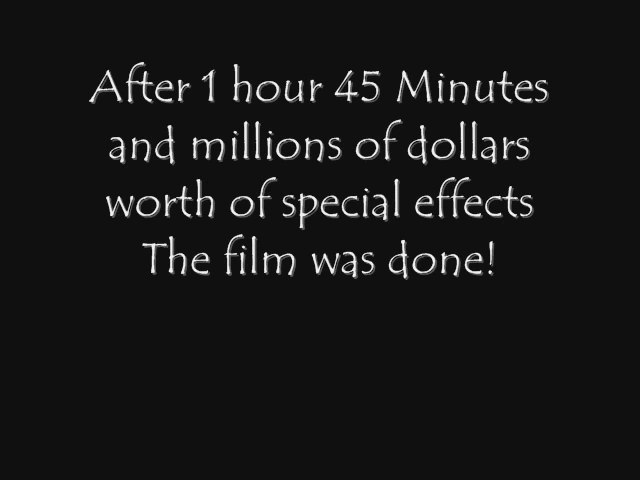 After 1 hour 45 Minutes
and millions of dollars
worth of special effects
The film was done!